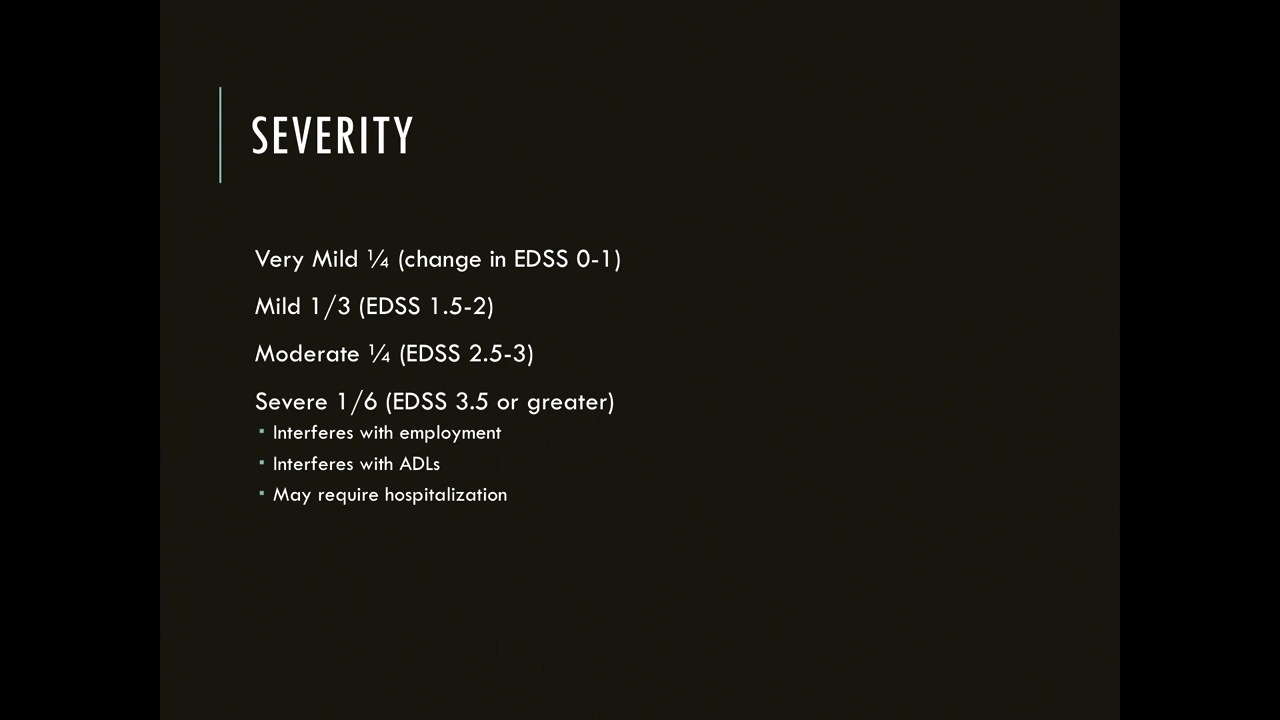 SEVERITY
Very Mild ¼ (change in EDSS 0-1)
Mild 1/3 (EDSS 1.5-2)
Moderate ¼ (EDSS 2.5-3)
Severe 1/6 (EDSS 3.5 or greater)
▪ Interferes with employment
▪ Interferes with ADLs
▪ May require hospitalization